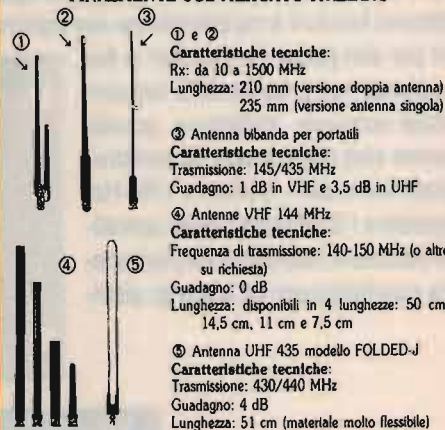 ① ② ③
① e ②
Caratteristiche tecniche:
Rx: da 10 a 1500 MHz
Lunghezza: 210 mm (versione doppia antenna)
235 mm (versione antenna singola)
③ Antenna bibanda per portatili
Caratteristiche tecniche:
Trasmissione: 145/435 MHz
Guadagno: 1 dB in VHF e 3,5 dB in UHF
④ Antenne VHF 144 MHz
Caratteristiche tecniche:
Frequenza di trasmissione: 140-150 MHz (o altre
su richiesta)
Guadagno: 0 dB
Lunghezza: disponibili in 4 lunghezze: 50 cm
14,5 cm, 11 cm e 7,5 cm
④ ⑤
⑤ Antenna UHF 435 modello FOLDED-J
Caratteristiche tecniche:
Trasmissione: 430/440 MHz
Guadagno: 4 dB
Lunghezza: 51 cm (materiale molto flessibile)